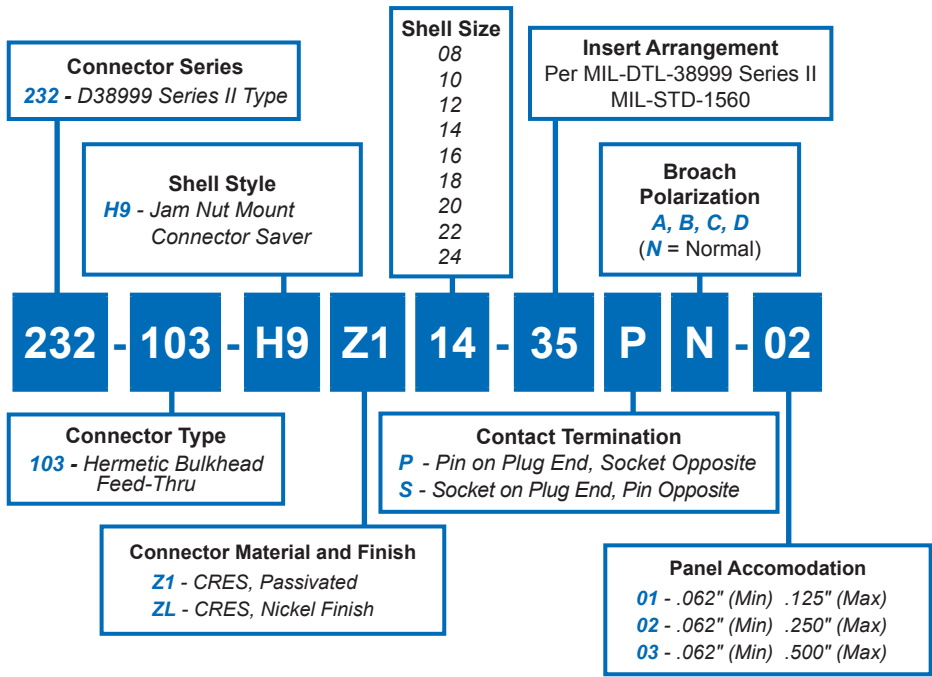 Connector Series
232 - D38999 Series II Type
Shell Style
H9 - Jam Nut Mount
Connector Saver
Shell Size
08
10
12
14
16
18
20
22
24
Insert Arrangement
Per MIL-DTL-38999 Series II
MIL-STD-1560
Broach
Polarization
A, B, C, D
(N = Normal)
232 - 103 - H9 Z1 14 - 35 P N - 02
Connector Type
103 - Hermetic Bulkhead
Feed-Thru
Contact Termination
P - Pin on Plug End, Socket Opposite
S - Socket on Plug End, Pin Opposite
Connector Material and Finish
Z1 - CRES, Passivated
ZL - CRES, Nickel Finish
Panel Accomodation
01 - .062" (Min) .125" (Max)
02 - .062" (Min) .250" (Max)
03 - .062" (Min) .500" (Max)